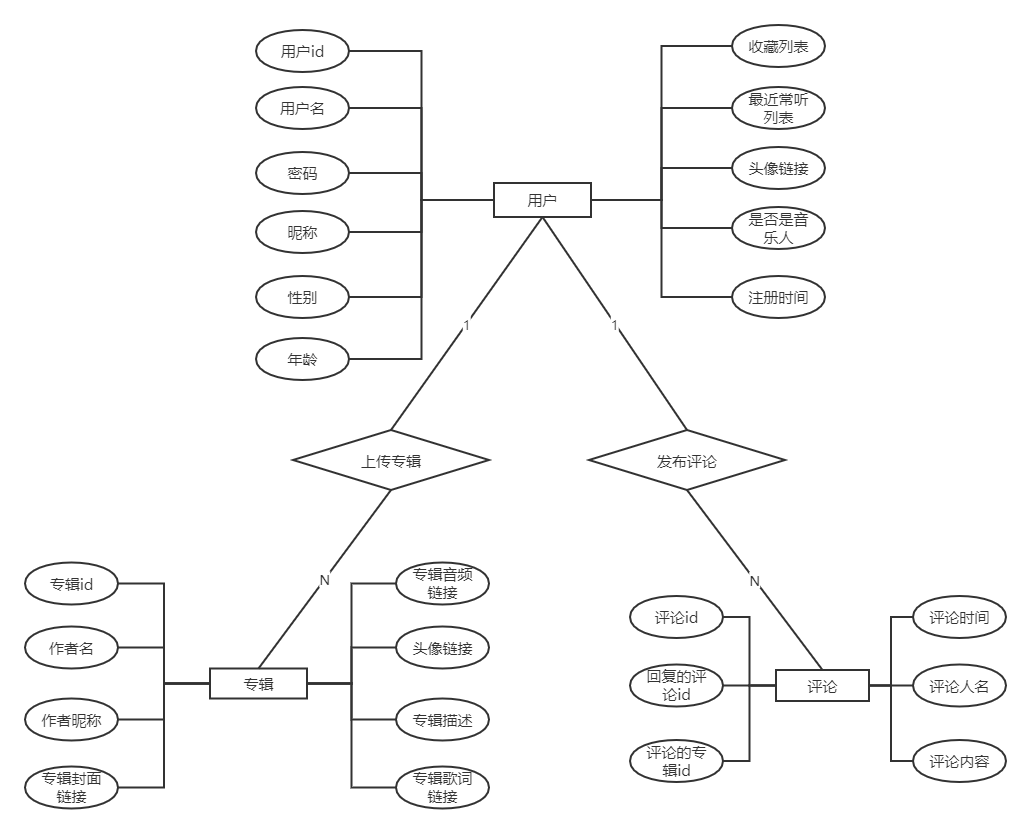 用户id
用户名
密码
昵称
性别
年龄
用户
收藏列表
最近常听
列表
头像链接
是否是音
乐人
注册时间
1
1
上传专辑
发布评论
N
N
专辑id
作者名
作者昵称
专辑封面
链接
专辑
专辑音频
链接
头像链接
专辑描述
专辑歌词
链接
评论id
回复的评
论id
评论的专
辑id
评论
评论时间
评论人名
评论内容